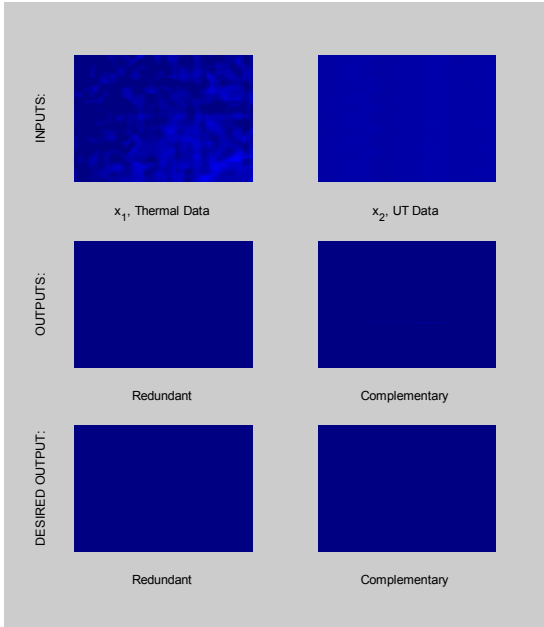 INPUTS:
x1, Thermal Data
x2, UT Data
OUTPUTS:
Redundant
Complementary
DESIRED OUTPUT:
Redundant
Complementary